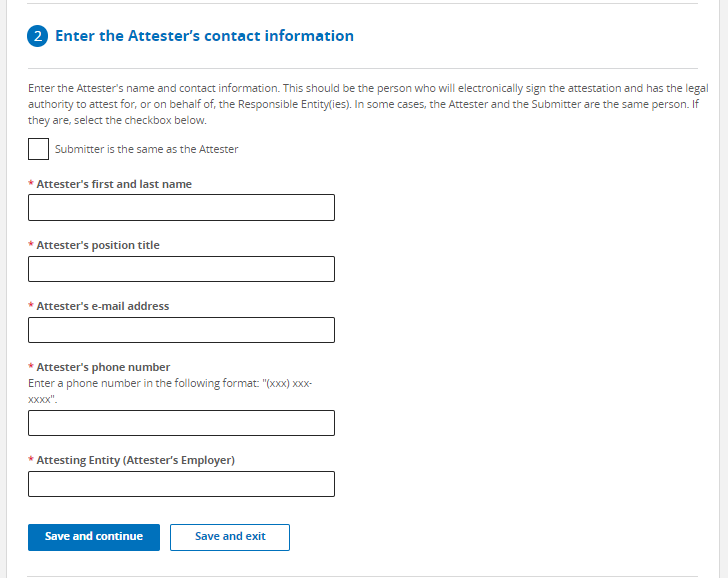 2 Enter the Attester’s contact information
Enter the Attester's name and contact information. This should be the person who will electronically sign the attestation and has the legal
authority to attest for, or on behalf of, the Responsible Entity(ies). In some cases, the Attester and the Submitter are the same person. If
they are, select the checkbox below.
Submitter is the same as the Attester
* Attester's first and last name
* Attester's position title
* Attester's e-mail address
* Attester's phone number
Enter a phone number in the following format: "(xxx) xxx-
xxxx".
* Attesting Entity (Attester’s Employer)
Save and continue Save and exit